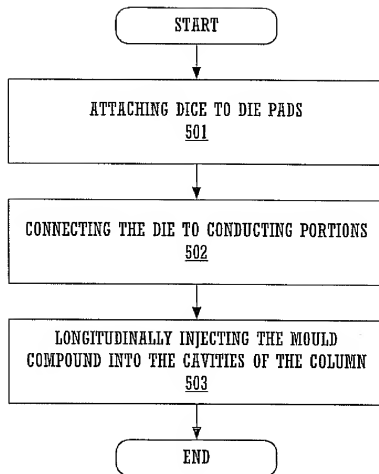 START
ATTACHING DICE TO DIE PADS
501
CONNECTING THE DIE TO CONDUCTING PORTIONS
502
LONGITUDINALLY INJECTING THE MOULD
COMPOUND INTO THE CAVITIES OF THE COLUMN
503
END